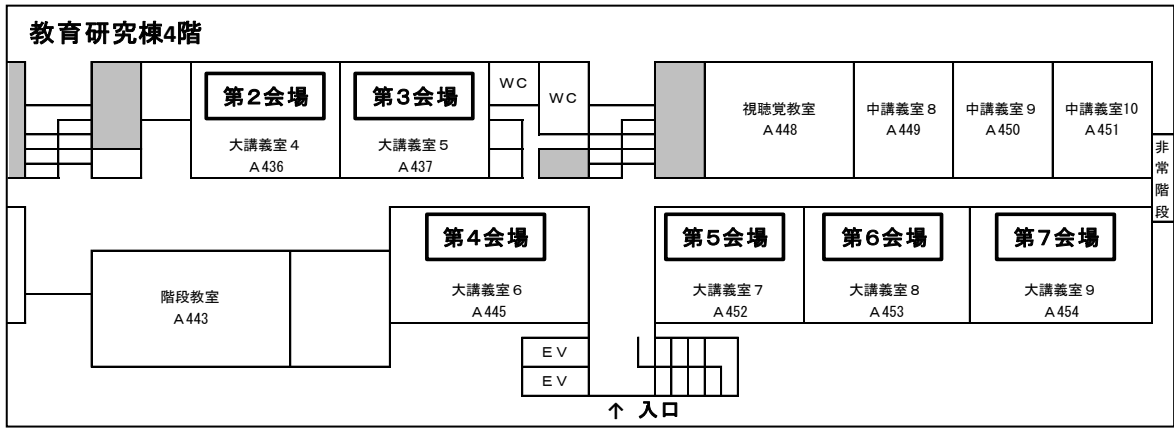 教育研究棟4階
第2会場
大講義室4
A436
第3会場
大講義室5
A437
WC
WC
視聴覚教室
A448
中講義室8
A449
中講義室9
A450
中講義室10
A451
非常階段
階段教室
A443
第4会場
大講義室6
A445
第5会場
大講義室7
A452
第6会場
大講義室8
A453
第7会場
大講義室9
A454
EV
EV
↑ 入口